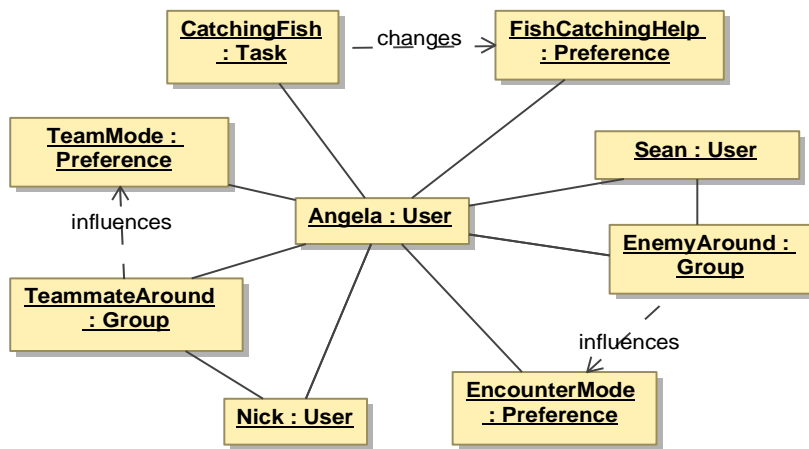 CatchingFish
: Task
changes
FishCatchingHelp
: Preference
TeamMode :
Preference
Sean : User
influences
Angela : User
EnemyAround :
Group
TeammateAround
: Group
influences
Nick : User
EncounterMode
: Preference